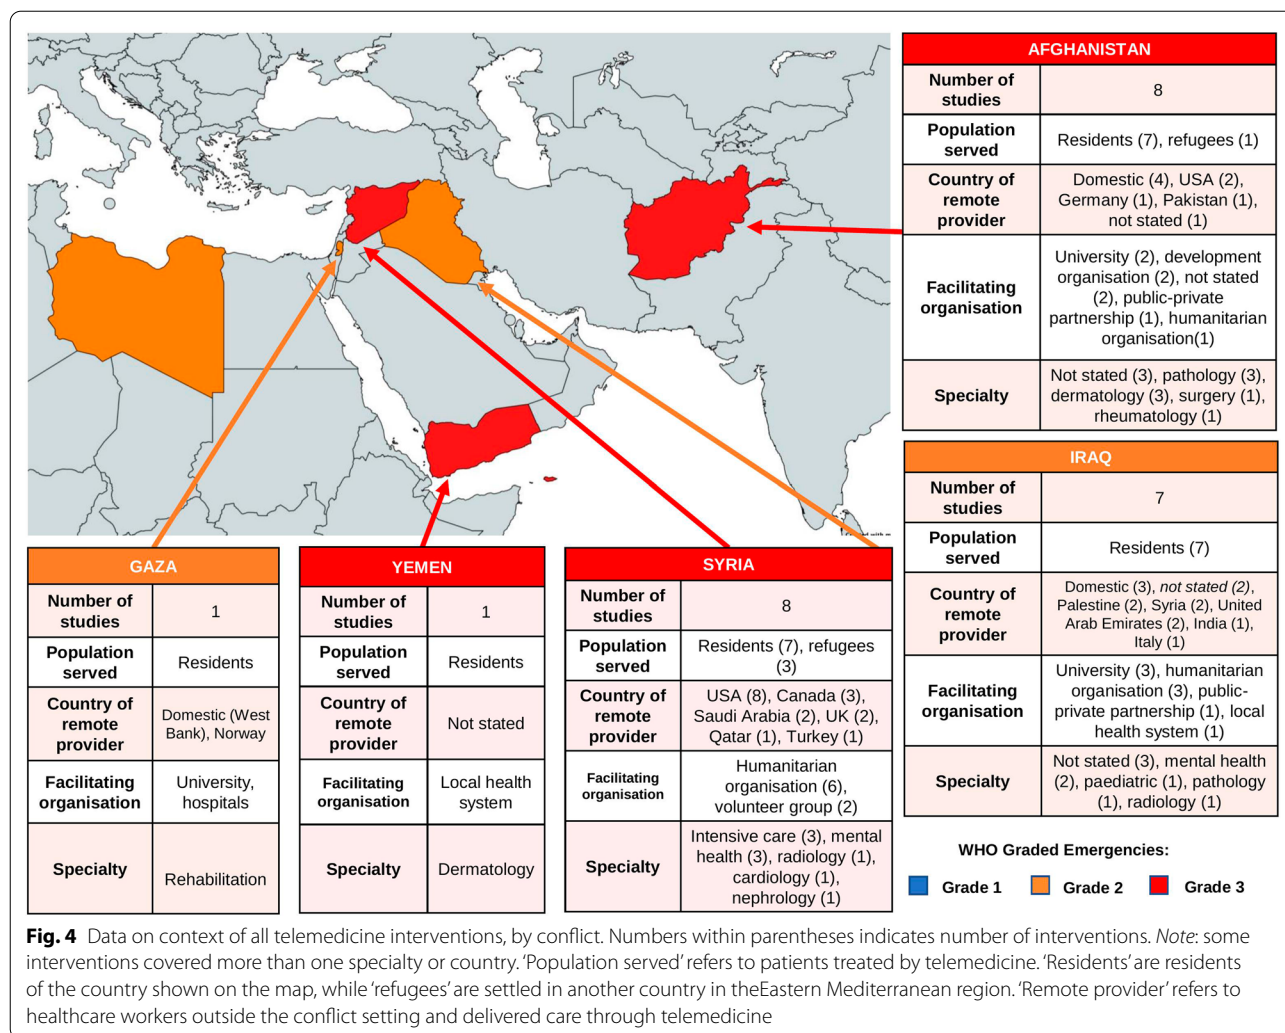 AFGHANISTAN
Number of
studies
8
Population
served
Residents (7), refugees (1)
Country of
remote
provider
Domestic (4), USA (2),
Germany (1), Pakistan (1),
not stated (1)
Facilitating
organisation
University (2), development
organisation (2), not stated
(2), public-private
partnership (1), humanitarian
organisation(1)
Specialty
Not stated (3), pathology (3),
dermatology (3), surgery (1),
rheumatology (1)
IRAQ
Number of
studies
7
Population
served
Residents (7)
Country of
remote
provider
Domestic (3), not stated (2),
Palestine (2), Syria (2), United
Arab Emirates (2), India (1),
Italy (1)
Facilitating
organisation
University (3), humanitarian
organisation (3), public-
private partnership (1), local
health system (1)
Specialty
Not stated (3), mental health
(2), paediatric (1), pathology
(1), radiology (1)
GAZA
Number of
studies
1
Population
served
Residents
Country of
remote
provider
Domestic (West
Bank), Norway
Facilitating
organisation
University,
hospitals
Specialty
Rehabilitation
YEMEN
Number of
studies
1
Population
served
Residents
Country of
remote
provider
Not stated
Facilitating
organisation
Local health
system
Specialty
Dermatology
SYRIA
Number of
studies
8
Population
served
Residents (7), refugees
(3)
Country of
remote
provider
USA (8), Canada (3),
Saudi Arabia (2), UK (2),
Qatar (1), Turkey (1)
Facilitating
organisation
Humanitarian
organisation (6),
volunteer group (2)
Specialty
Intensive care (3), mental
health (3), radiology (1),
cardiology (1),
nephrology (1)
WHO Graded Emergencies:
Grade 1 Grade 2 Grade 3
Fig. 4 Data on context of all telemedicine interventions, by conflict. Numbers within parentheses indicates number of interventions. Note: some
interventions covered more than one specialty or country. ‘Population served’ refers to patients treated by telemedicine. ‘Residents’ are residents
of the country shown on the map, while ‘refugees’ are settled in another country in theEastern Mediterranean region. ‘Remote provider’ refers to
healthcare workers outside the conflict setting and delivered care through telemedicine